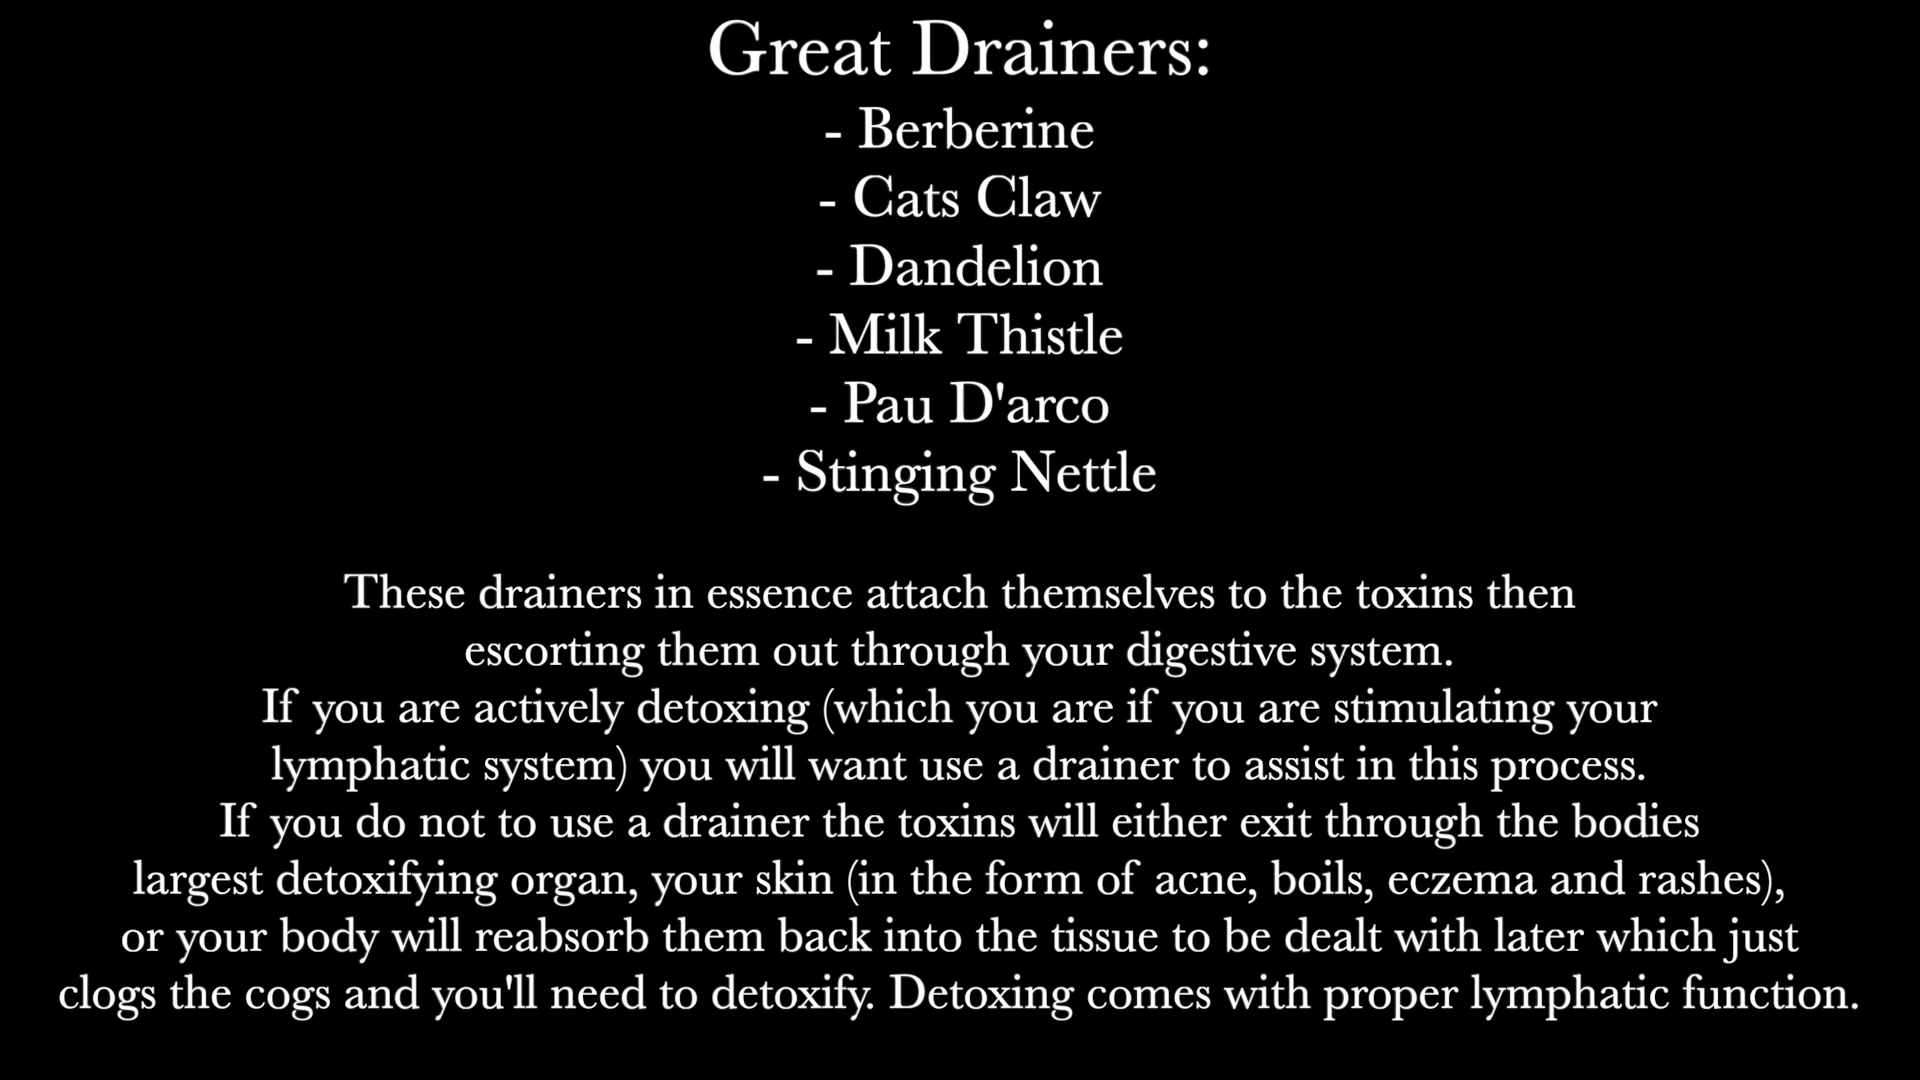 Great Drainers:
- Berberine
- Cats Claw
- Dandelion
- Milk Thistle
- Pau D'arco
- Stinging Nettle
These drainers in essence attach themselves to the toxins then
escorting them out through your digestive system.
If you are actively detoxing (which you are if you are stimulating your
lymphatic system) you will want use a drainer to assist in this process.
If you do not to use a drainer the toxins will either exit through the bodies
largest detoxifying organ, your skin (in the form of acne, boils, eczema and rashes),
or your body will reabsorb them back into the tissue to be dealt with later which just
clogs the cogs and you'll need to detoxify. Detoxing comes with proper lymphatic function.